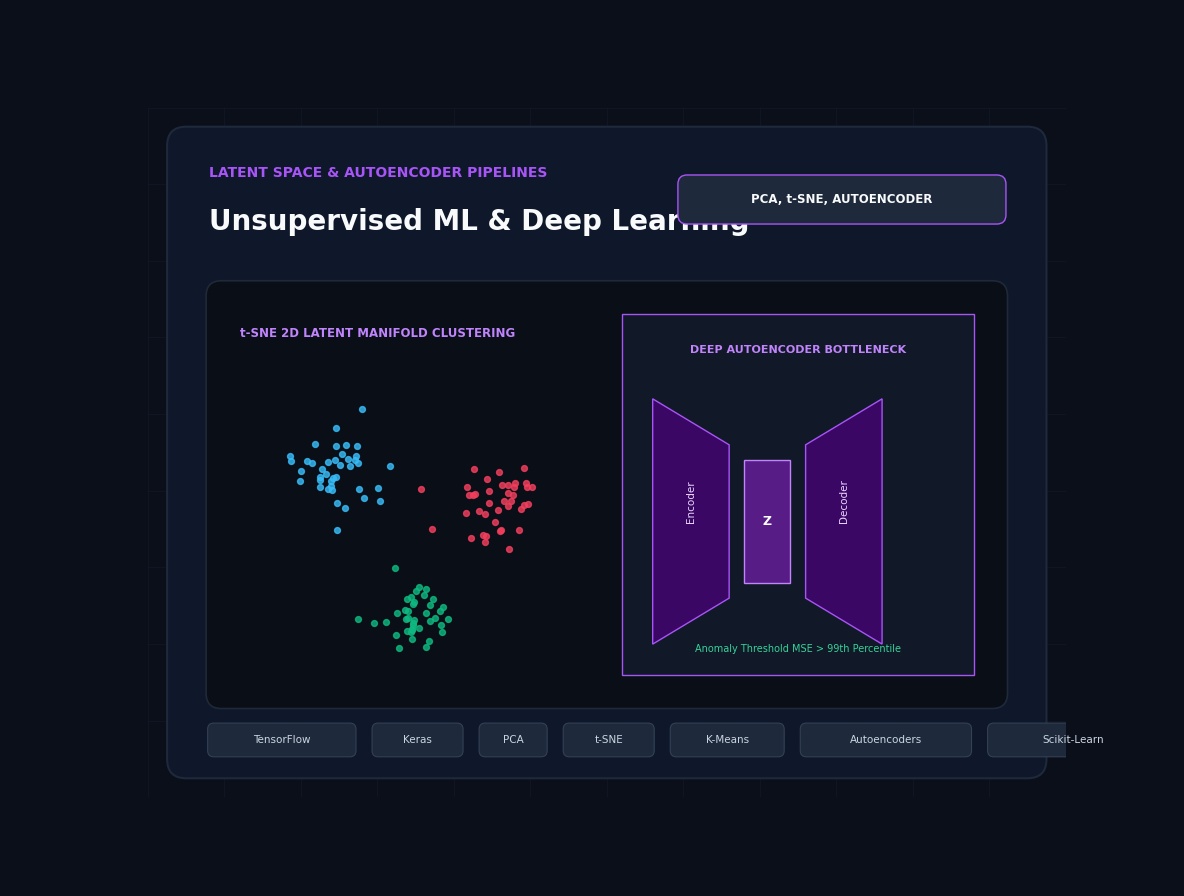 LATENT SPACE & AUTOENCODER PIPELINES
PCA, t-SNE, AUTOENCODER
Unsupervised ML & Deep Learning
t-SNE 2D LATENT MANIFOLD CLUSTERING
DEEP AUTOENCODER BOTTLENECK
Encoder
Z
Decoder
Anomaly Threshold MSE > 99th Percentile
TensorFlow
Keras
PCA
t-SNE
K-Means
Autoencoders
Scikit-Learn